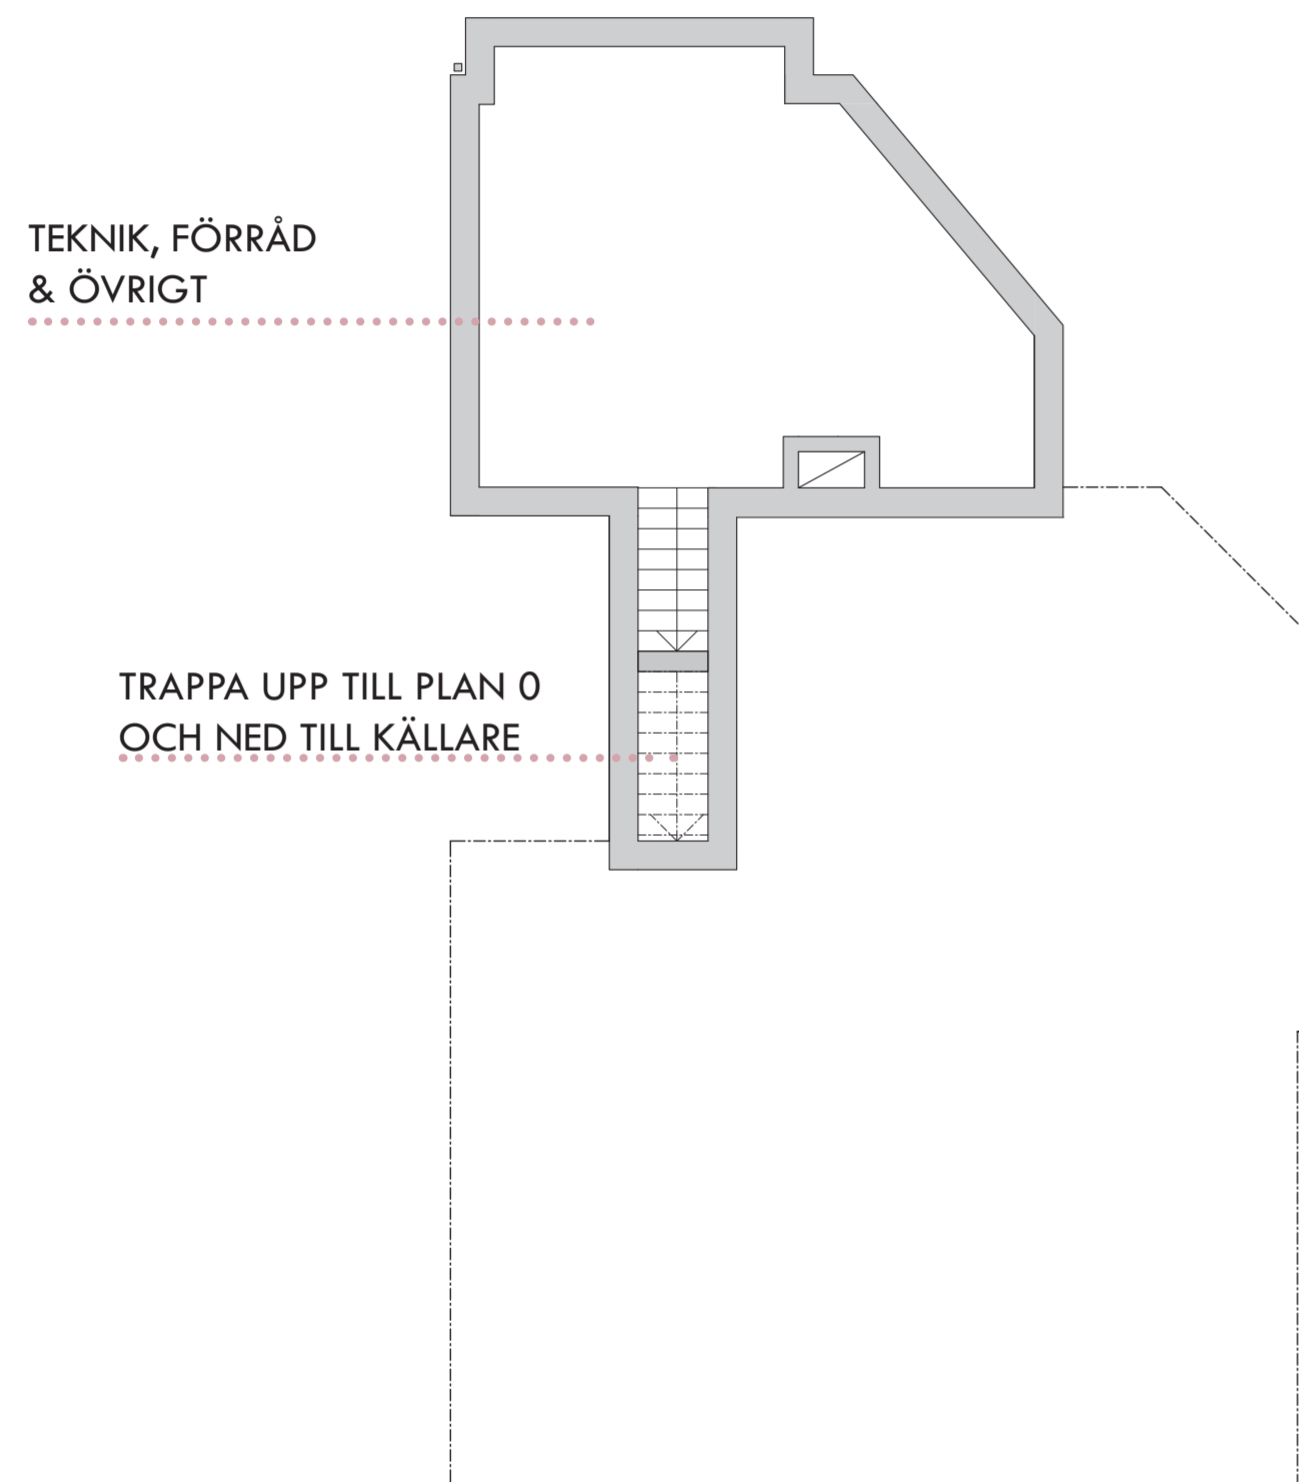 TEKNIK, FÖRRÅD
& ÖVRIGT
TRAPPA UPP TILL PLAN 0
OCH NED TILL KÄLLARE